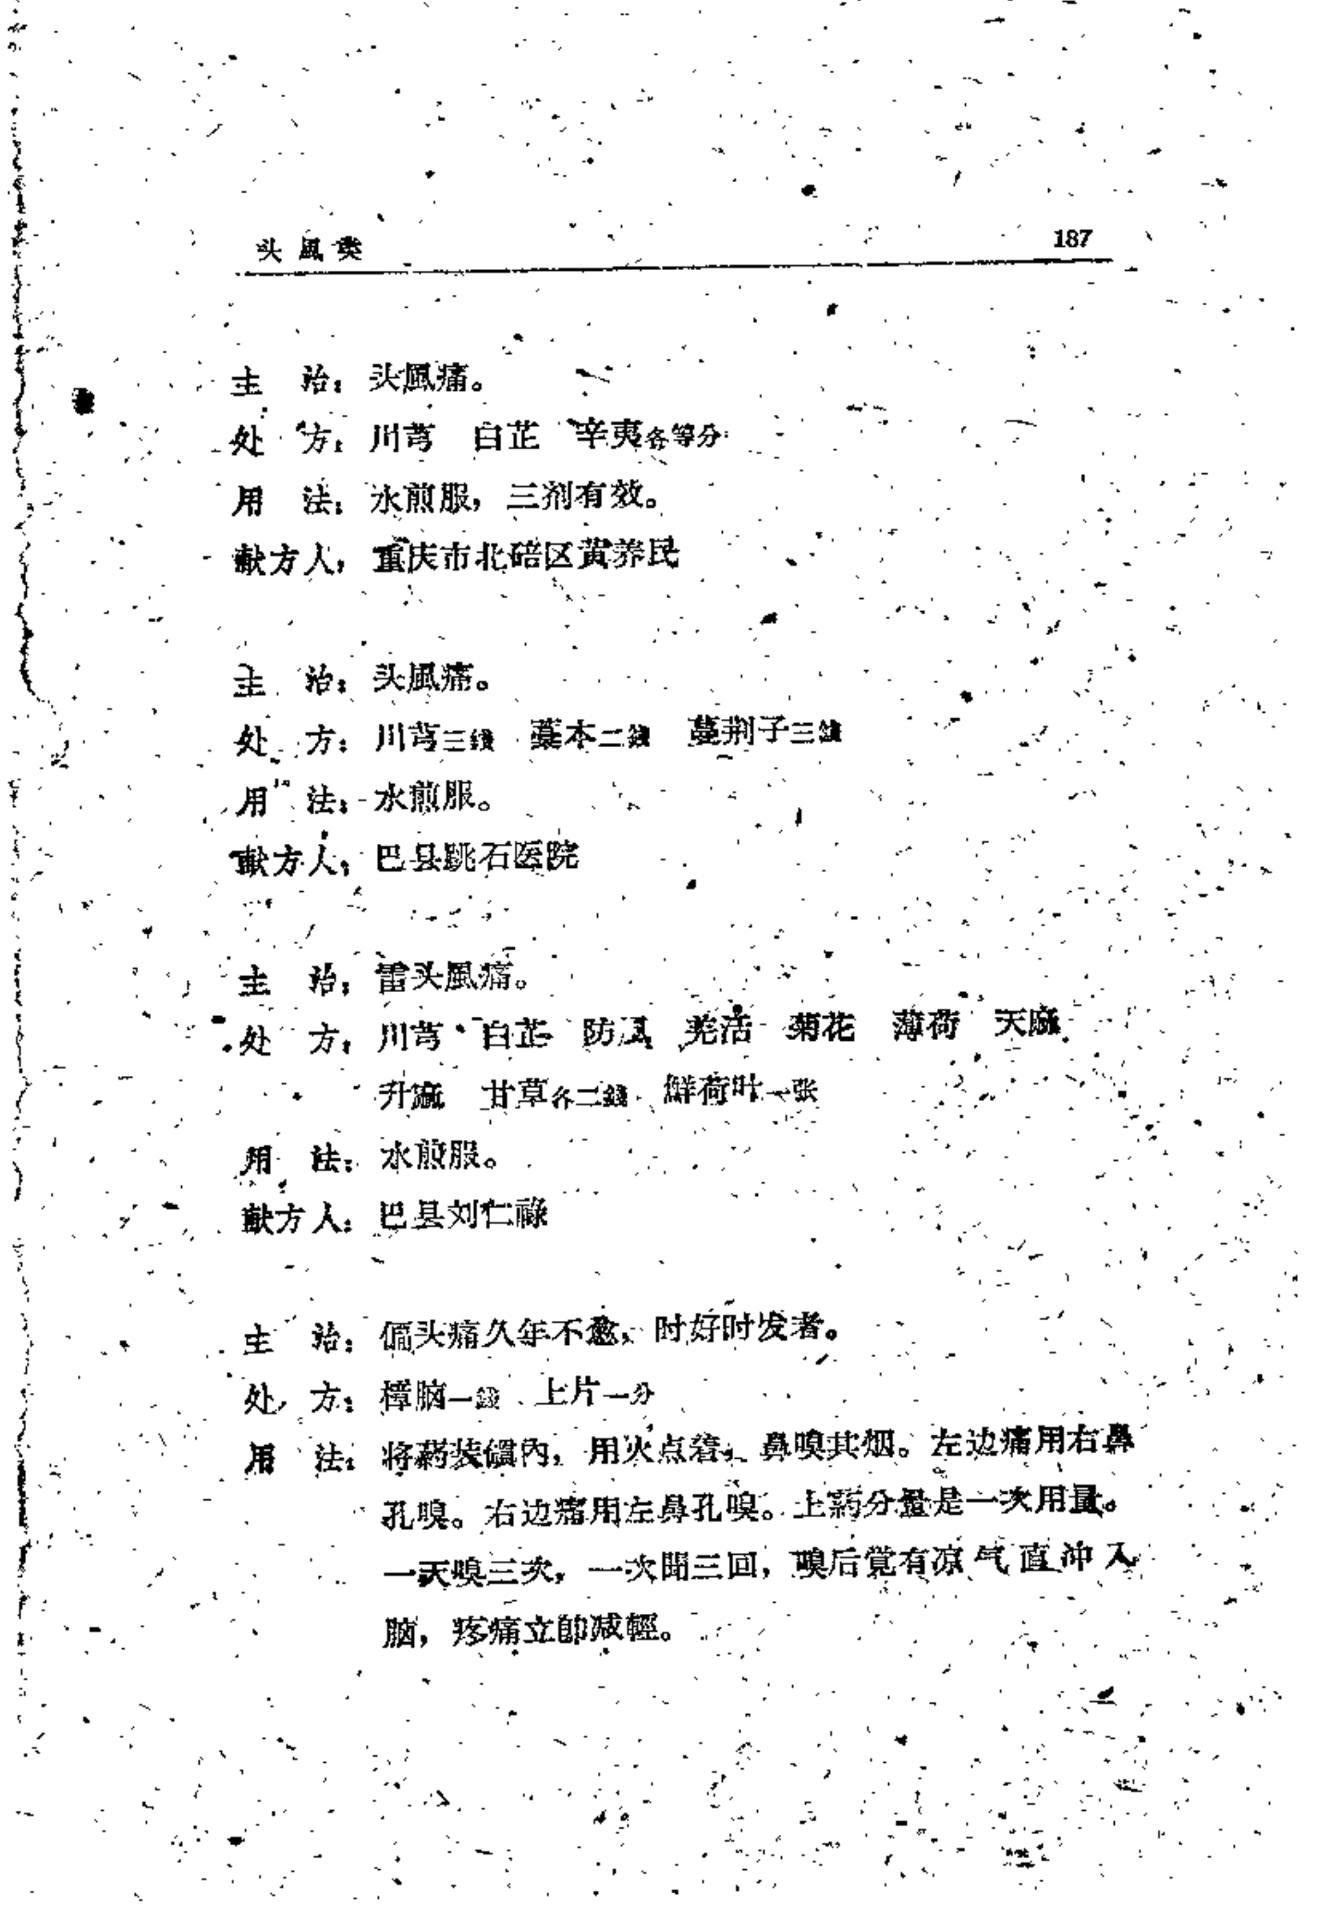 头風类 187
主 治：头風痛。
处 方：川芎 白芷 辛夷各等分
用 法：水煎服，三剂有效。
献方人：重庆市北碚区黄养民
主 治：头風痛。
处 方：川芎三錢 藁本二錢 蔓荆子三錢
用 法：水煎服。
献方人：巴县跳石医院
主 治：雷头風痛。
处 方：川芎 白芷 防風 羌活 菊花 薄荷 天麻
升麻 甘草各二錢 鮮荷叶一张
用 法：水煎服。
献方人：巴县刘仁祿
主 治：偏头痛久年不愈，时好时发者。
处 方：樟脑一錢 上片一分
用 法：将药装罐內，用火点着，鼻嗅其烟。左边痛用右鼻
孔嗅。右边痛用左鼻孔嗅。上药分量是一次用量。
一天嗅三次，一次聞三回，嗅后覚有凉气直冲入
脑，疼痛立卽减輕。